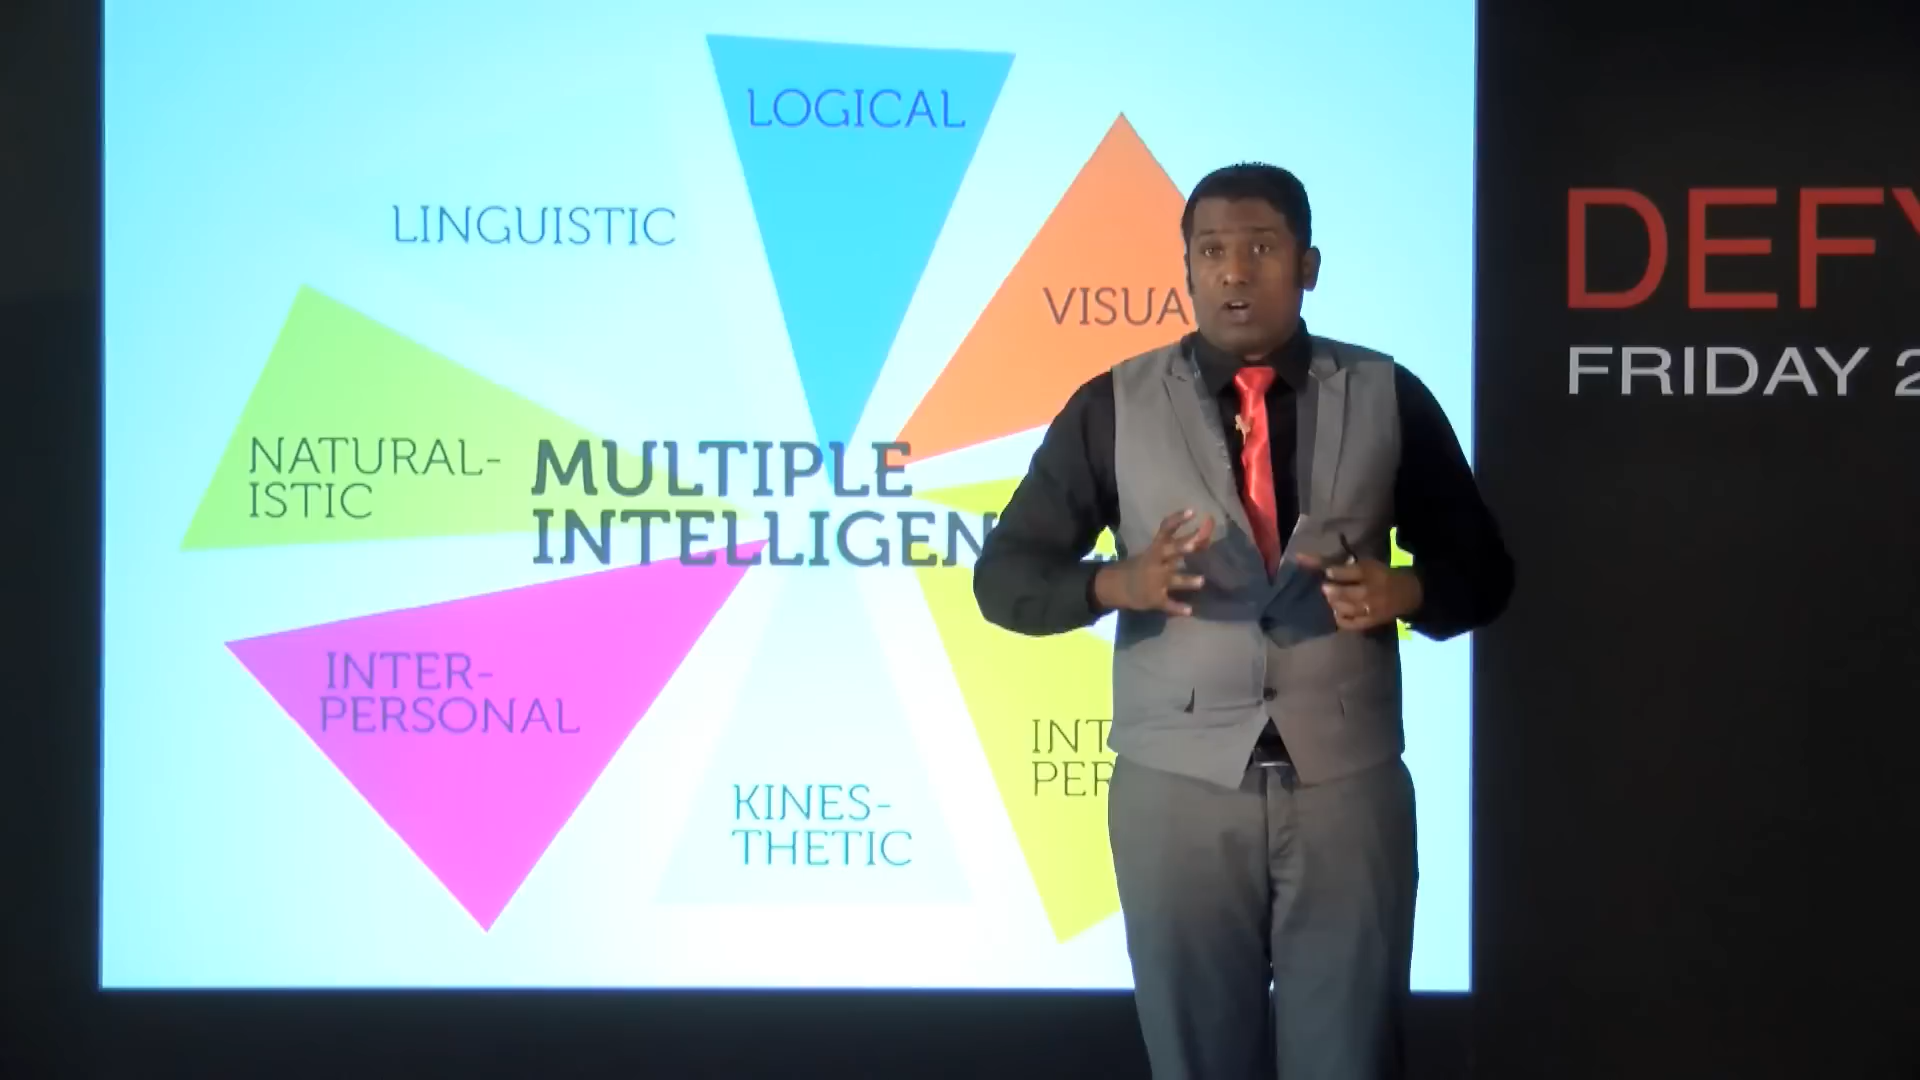 LOGICAL
LINGUISTIC
VISUA
NATURAL-
ISTIC
MULTIPLE
INTELLIGEN
INTER-
PERSONAL
INT
PER
KINES-
THETIC
DEFY
FRIDAY 2